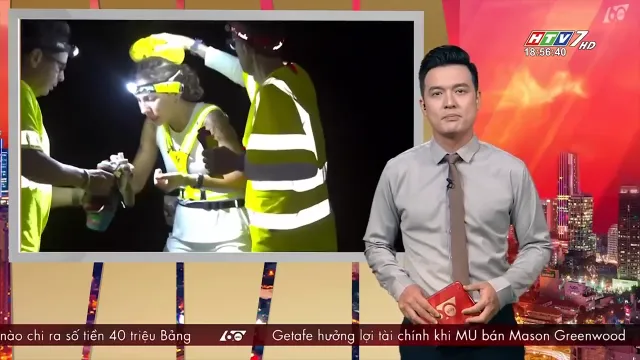 HTV7 HD
18:56:40
60
nào chi ra số tiền 40 triệu Bảng 60 Getafe hưởng lợi tài chính khi MU bán Mason Greenwood